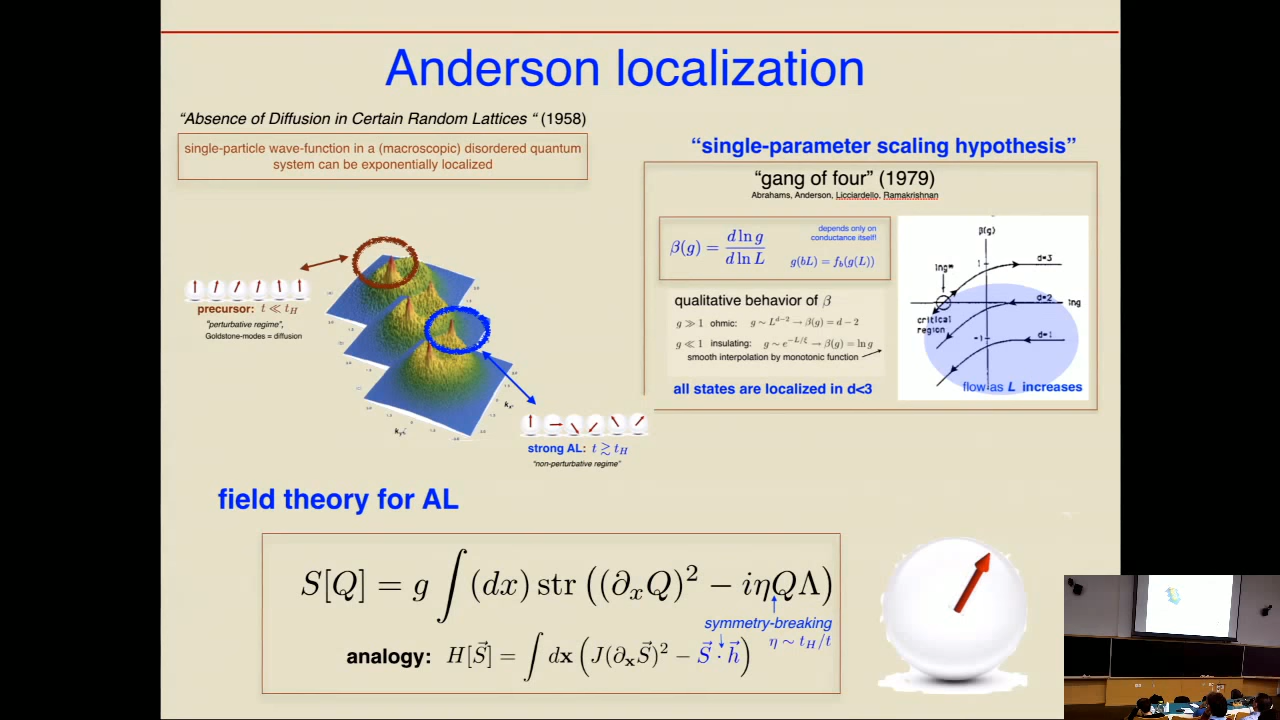 Anderson localization
“Absence of Diffusion in Certain Random Lattices “ (1958)
single-particle wave-function in a (macroscopic) disordered quantum
system can be exponentially localized
“single-parameter scaling hypothesis”
“gang of four” (1979)
Abrahams, Anderson, Licciardello, Ramakrishnan
β(g) = d ln g / d ln L
depends only on
conductance itself!
g(bL) = f_b(g(L))
qualitative behavior of β
g ≫ 1 ohmic: g ∼ L^{d−2} → β(g) = d − 2
g ≪ 1 insulating: g ∼ e^{−L/ξ} → β(g) = ln g
smooth interpolation by monotonic function
all states are localized in d<3
β(g)
1
d=3
lng*
d=2
lng
critical
region
-1
d=1
flow as L increases
precursor: t ≪ t_H
"perturbative regime",
Goldstone-modes = diffusion
strong AL: t ≳ t_H
"non-perturbative regime"
field theory for AL
S[Q] = g ∫ (dx) str ((∂_x Q)² − iηQΛ)
symmetry-breaking
η ∼ t_H/t
analogy: H[S⃗] = ∫ dx (J(∂_x S⃗)² − S⃗ · h⃗)